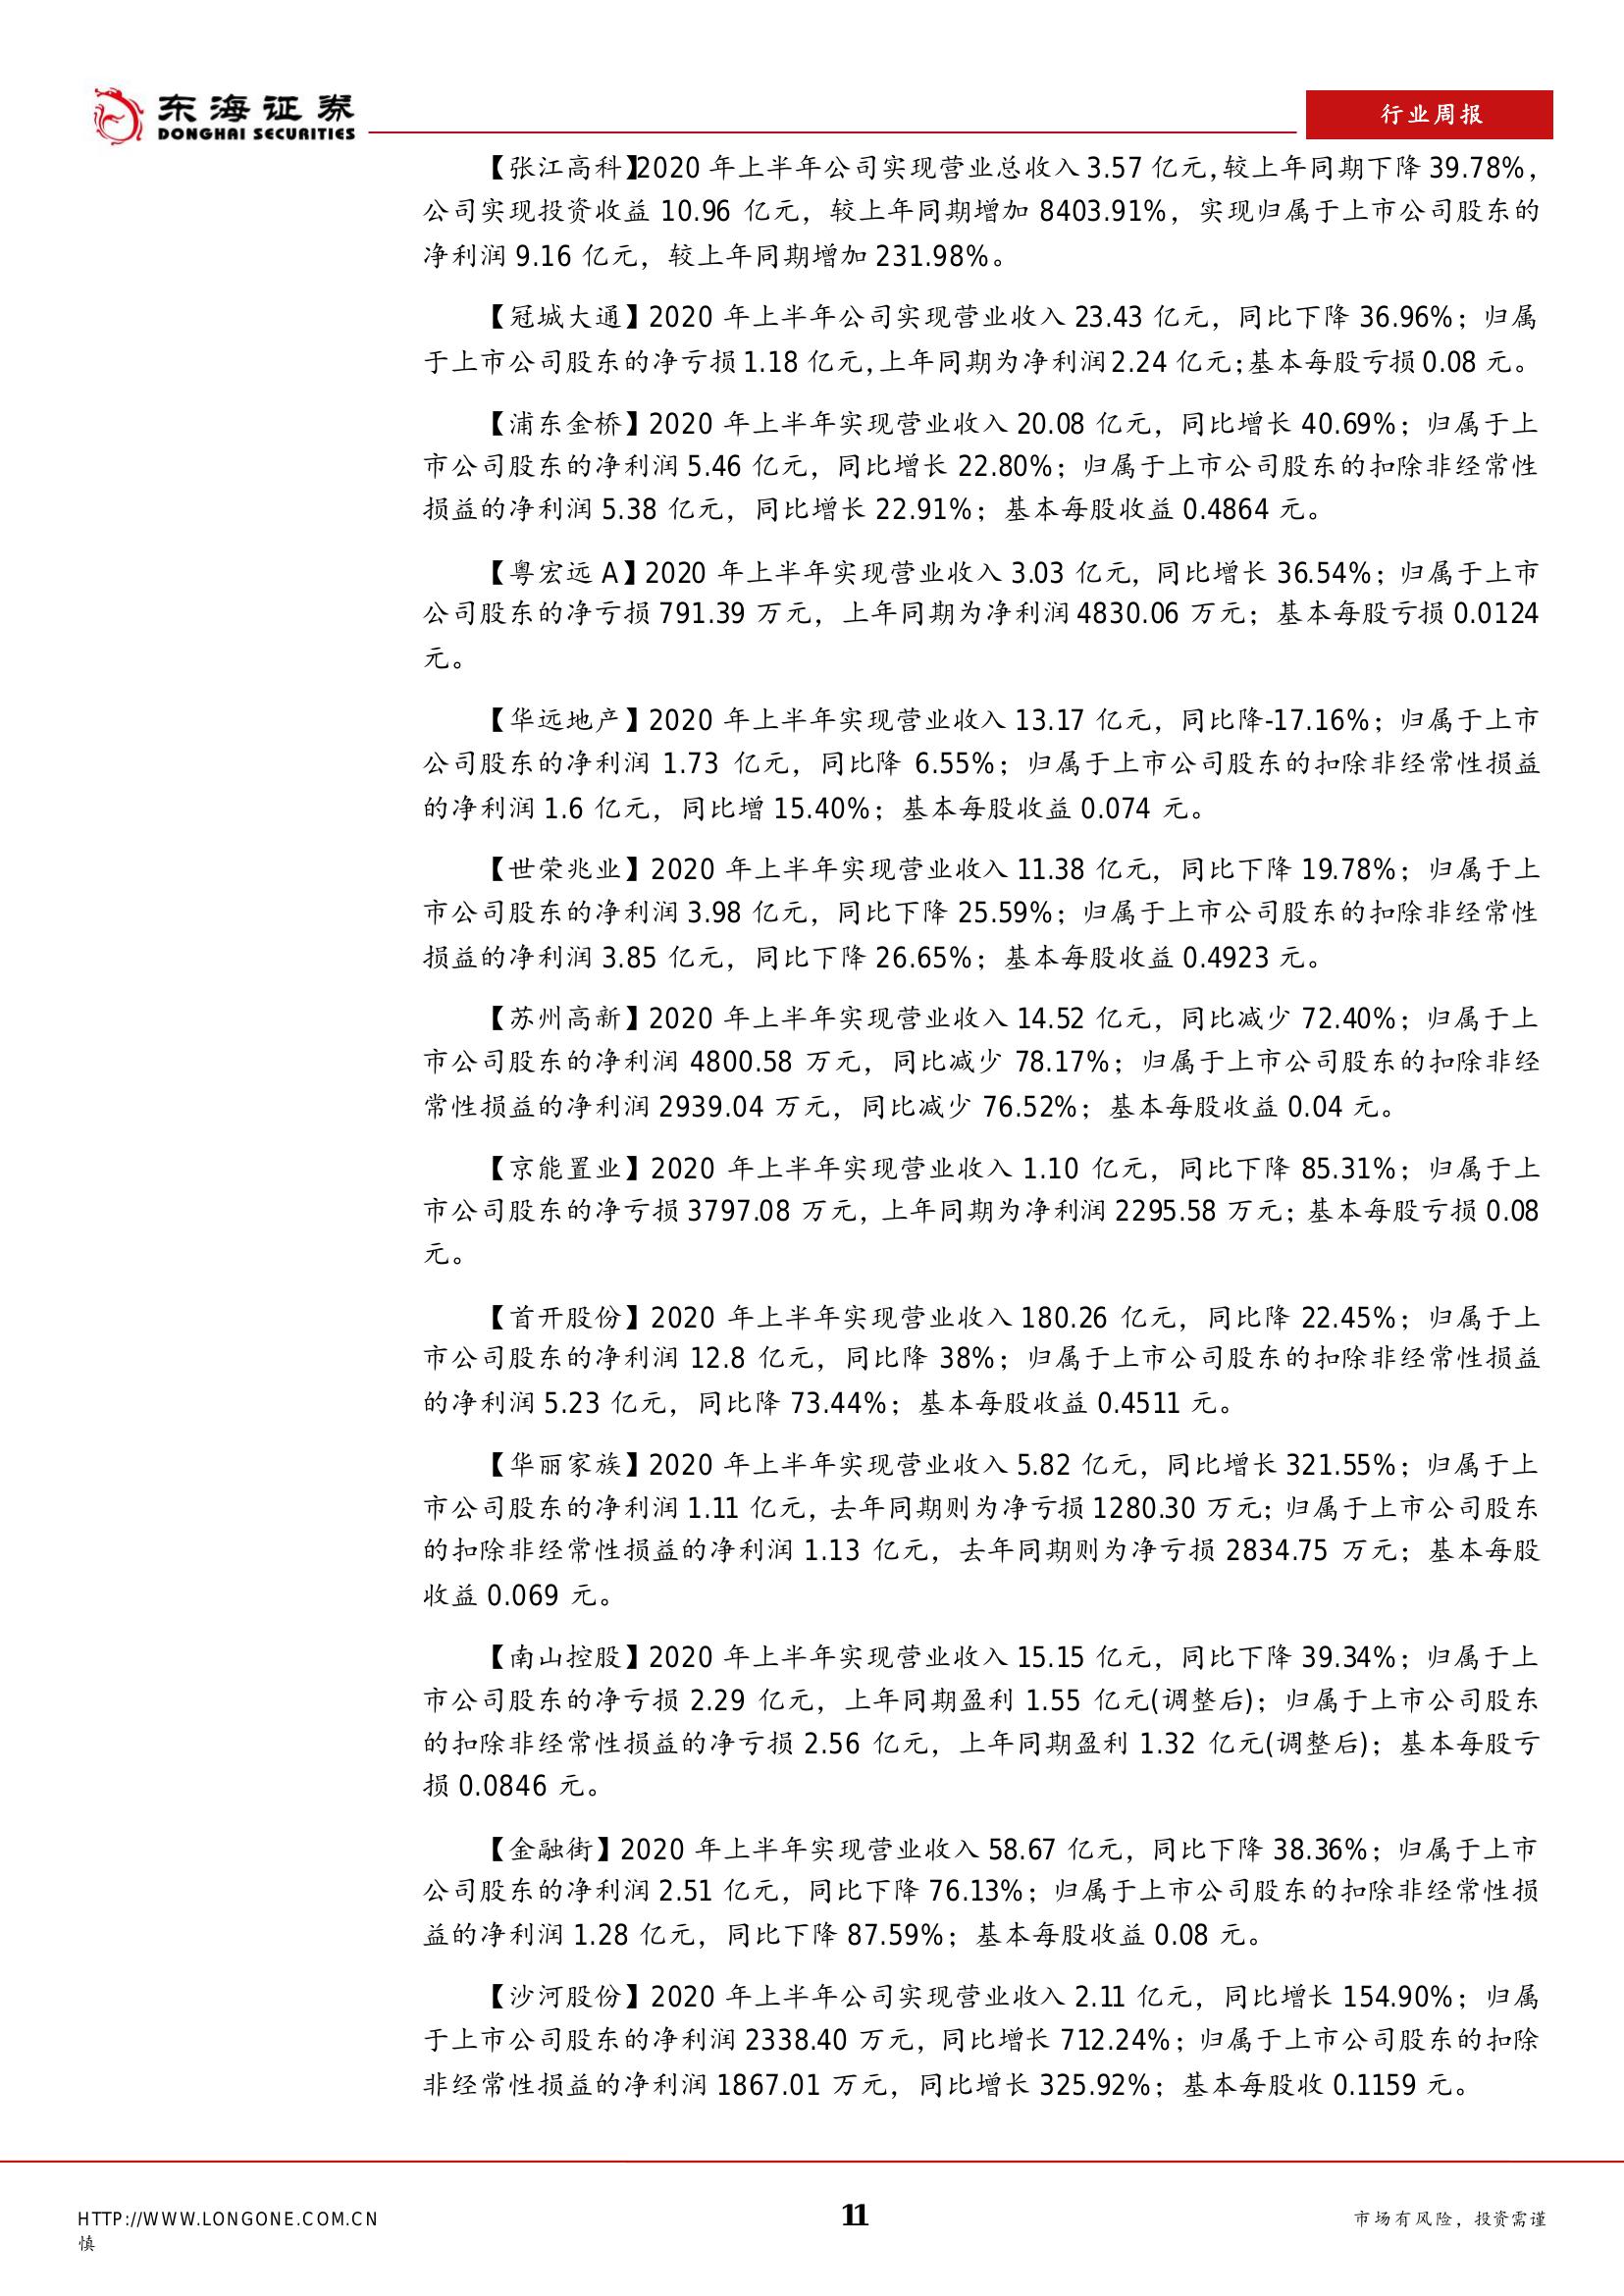 东海证券
DONGHAI SECURITIES
行业周报
【张江高科】2020 年上半年公司实现营业总收入 3.57 亿元,较上年同期下降 39.78%，
公司实现投资收益 10.96 亿元，较上年同期增加 8403.91%，实现归属于上市公司股东的
净利润 9.16 亿元，较上年同期增加 231.98%。
【冠城大通】2020 年上半年公司实现营业收入 23.43 亿元，同比下降 36.96%；归属
于上市公司股东的净亏损 1.18 亿元,上年同期为净利润 2.24 亿元;基本每股亏损 0.08 元。
【浦东金桥】2020 年上半年实现营业收入 20.08 亿元，同比增长 40.69%；归属于上
市公司股东的净利润 5.46 亿元，同比增长 22.80%；归属于上市公司股东的扣除非经常性
损益的净利润 5.38 亿元，同比增长 22.91%；基本每股收益 0.4864 元。
【粤宏远 A】2020 年上半年实现营业收入 3.03 亿元，同比增长 36.54%；归属于上市
公司股东的净亏损 791.39 万元，上年同期为净利润 4830.06 万元；基本每股亏损 0.0124
元。
【华远地产】2020 年上半年实现营业收入 13.17 亿元，同比降-17.16%；归属于上市
公司股东的净利润 1.73 亿元，同比降 6.55%；归属于上市公司股东的扣除非经常性损益
的净利润 1.6 亿元，同比增 15.40%；基本每股收益 0.074 元。
【世荣兆业】2020 年上半年实现营业收入 11.38 亿元，同比下降 19.78%；归属于上
市公司股东的净利润 3.98 亿元，同比下降 25.59%；归属于上市公司股东的扣除非经常性
损益的净利润 3.85 亿元，同比下降 26.65%；基本每股收益 0.4923 元。
【苏州高新】2020 年上半年实现营业收入 14.52 亿元，同比减少 72.40%；归属于上
市公司股东的净利润 4800.58 万元，同比减少 78.17%；归属于上市公司股东的扣除非经
常性损益的净利润 2939.04 万元，同比减少 76.52%；基本每股收益 0.04 元。
【京能置业】2020 年上半年实现营业收入 1.10 亿元，同比下降 85.31%；归属于上
市公司股东的净亏损 3797.08 万元，上年同期为净利润 2295.58 万元；基本每股亏损 0.08
元。
【首开股份】2020 年上半年实现营业收入 180.26 亿元，同比降 22.45%；归属于上
市公司股东的净利润 12.8 亿元，同比降 38%；归属于上市公司股东的扣除非经常性损益
的净利润 5.23 亿元，同比降 73.44%；基本每股收益 0.4511 元。
【华丽家族】2020 年上半年实现营业收入 5.82 亿元，同比增长 321.55%；归属于上
市公司股东的净利润 1.11 亿元，去年同期则为净亏损 1280.30 万元；归属于上市公司股东
的扣除非经常性损益的净利润 1.13 亿元，去年同期则为净亏损 2834.75 万元；基本每股
收益 0.069 元。
【南山控股】2020 年上半年实现营业收入 15.15 亿元，同比下降 39.34%；归属于上
市公司股东的净亏损 2.29 亿元，上年同期盈利 1.55 亿元(调整后)；归属于上市公司股东
的扣除非经常性损益的净亏损 2.56 亿元，上年同期盈利 1.32 亿元(调整后)；基本每股亏
损 0.0846 元。
【金融街】2020 年上半年实现营业收入 58.67 亿元，同比下降 38.36%；归属于上市
公司股东的净利润 2.51 亿元，同比下降 76.13%；归属于上市公司股东的扣除非经常性损
益的净利润 1.28 亿元，同比下降 87.59%；基本每股收益 0.08 元。
【沙河股份】2020 年上半年公司实现营业收入 2.11 亿元，同比增长 154.90%；归属
于上市公司股东的净利润 2338.40 万元，同比增长 712.24%；归属于上市公司股东的扣除
非经常性损益的净利润 1867.01 万元，同比增长 325.92%；基本每股收 0.1159 元。
HTTP://WWW.LONGONE.COM.CN 11 市场有风险，投资需谨
慎